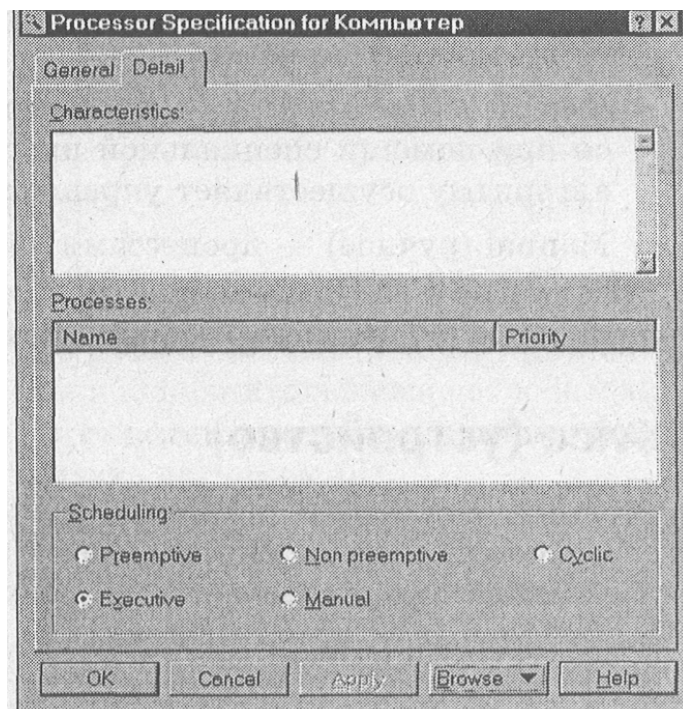 Processor Specification for Компьютер
General Detail
Characteristics:
Processes:
Name Priority
Scheduling:
Preemptive Non preemptive Cyclic
Executive Manual
OK Cancel Apply Browse Help